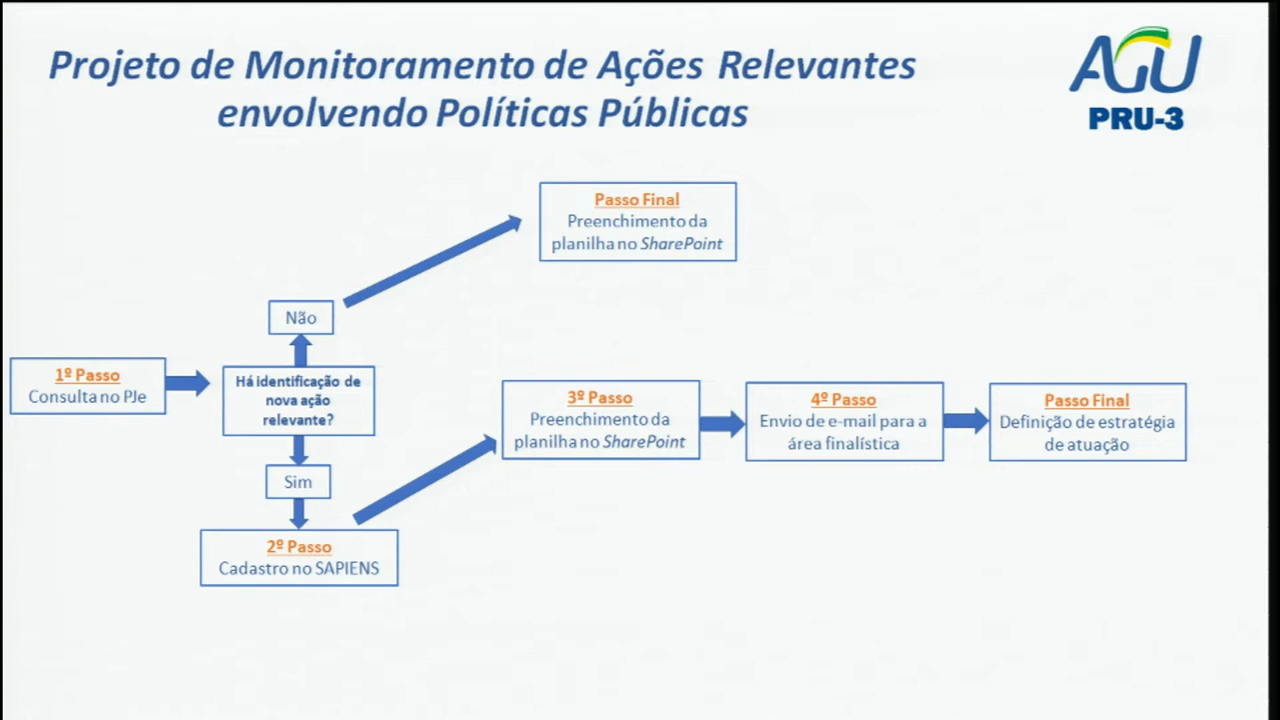 Projeto de Monitoramento de Ações Relevantes
envolvendo Políticas Públicas
AGU
PRU-3
Passo Final
Preenchimento da
planilha no SharePoint
Não
1º Passo
Consulta no PJe
Há identificação de
nova ação
relevante?
Sim
2º Passo
Cadastro no SAPIENS
3º Passo
Preenchimento da
planilha no SharePoint
4º Passo
Envio de e-mail para a
área finalística
Passo Final
Definição de estratégia
de atuação